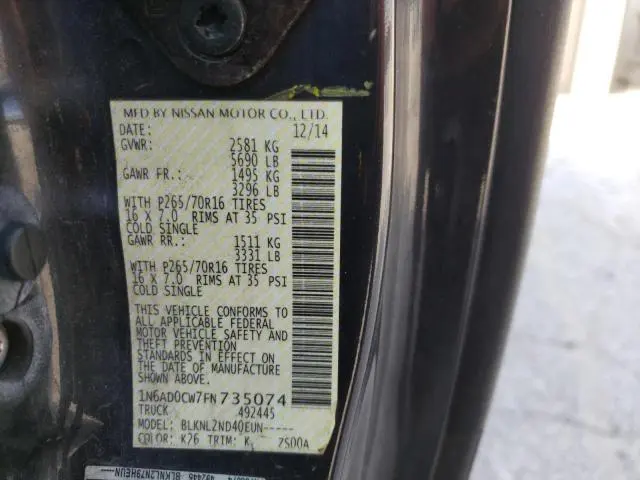 MFD BY NISSAN MOTOR CO., LTD.
DATE: 12/14
GVWR: 2581 KG
5690 LB
GAWR FR.: 1495 KG
3296 LB
WITH P265/70R16 TIRES
16 X 7.0 RIMS AT 35 PSI
COLD SINGLE
GAWR RR.: 1511 KG
3331 LB
WITH P265/70R16 TIRES
16 X 7.0 RIMS AT 35 PSI
COLD SINGLE
THIS VEHICLE CONFORMS TO
ALL APPLICABLE FEDERAL
MOTOR VEHICLE SAFETY AND
THEFT PREVENTION
STANDARDS IN EFFECT ON
THE DATE OF MANUFACTURE
SHOWN ABOVE.
1N6AD0CW7FN735074
TRUCK 492445
MODEL: BLKNLZND40EUN-----
COLOR: K26 TRIM: K
2S00A
492445 BLKNL2N79HEUN